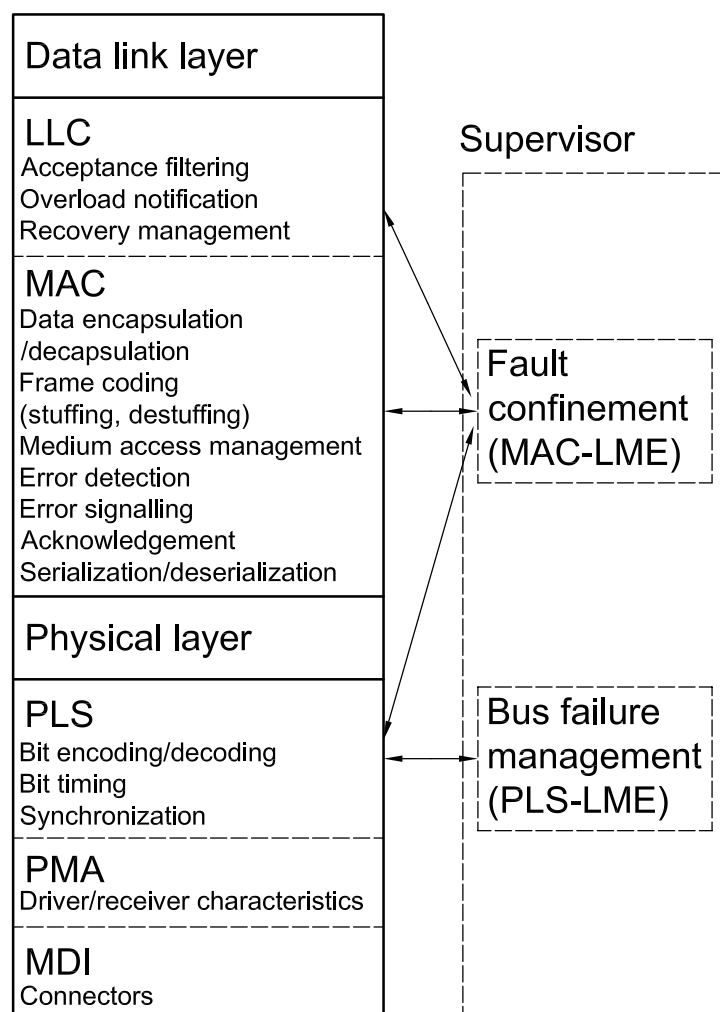 Data link layer
LLC
Acceptance filtering
Overload notification
Recovery management
MAC
Data encapsulation
/decapsulation
Frame coding
(stuffing, destuffing)
Medium access management
Error detection
Error signalling
Acknowledgement
Serialization/deserialization
Physical layer
PLS
Bit encoding/decoding
Bit timing
Synchronization
PMA
Driver/receiver characteristics
MDI
Connectors
Supervisor
Fault
confinement
(MAC-LME)
Bus failure
management
(PLS-LME)